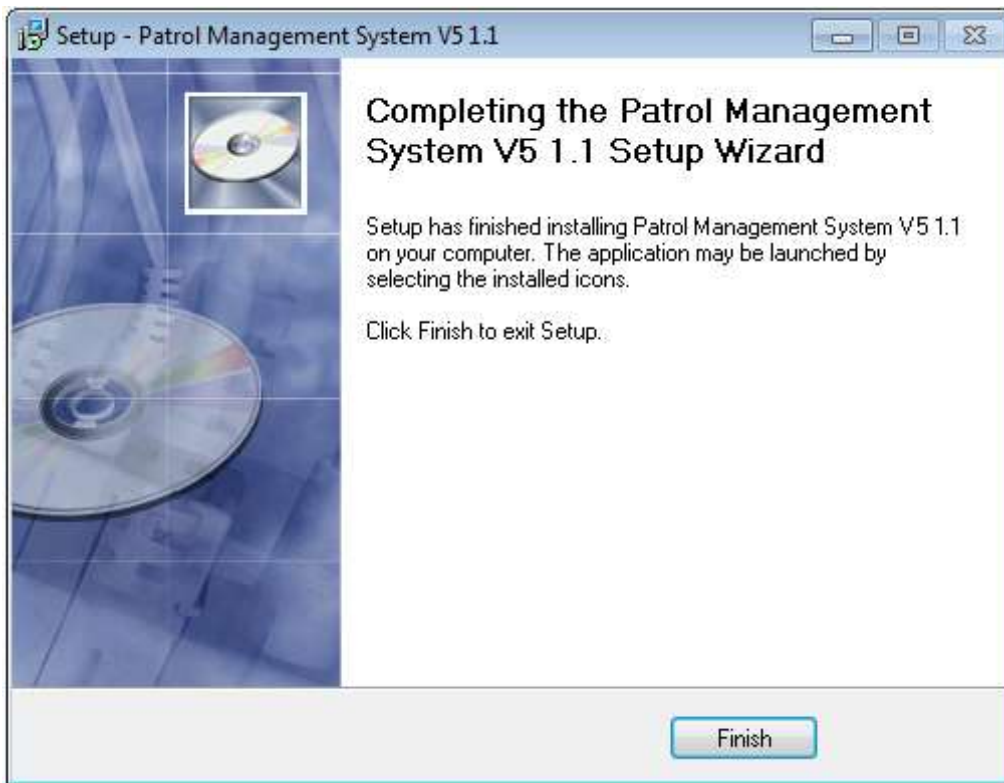 Setup - Patrol Management System V5 1.1
Completing the Patrol Management
System V5 1.1 Setup Wizard
Setup has finished installing Patrol Management System V5 1.1
on your computer. The application may be launched by
selecting the installed icons.
Click Finish to exit Setup.
Finish